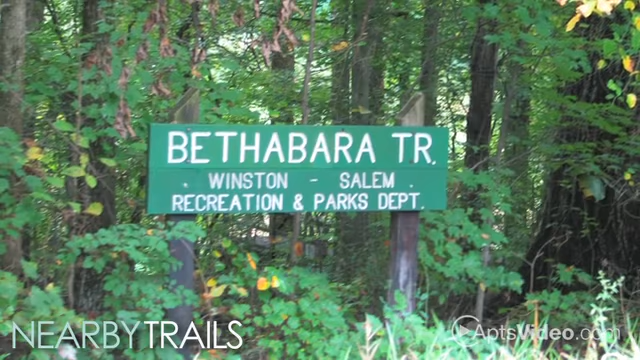 BETHABARA TR.
WINSTON - SALEM
RECREATION & PARKS DEPT.
NEARBYTRAILS
AptsVideo.com